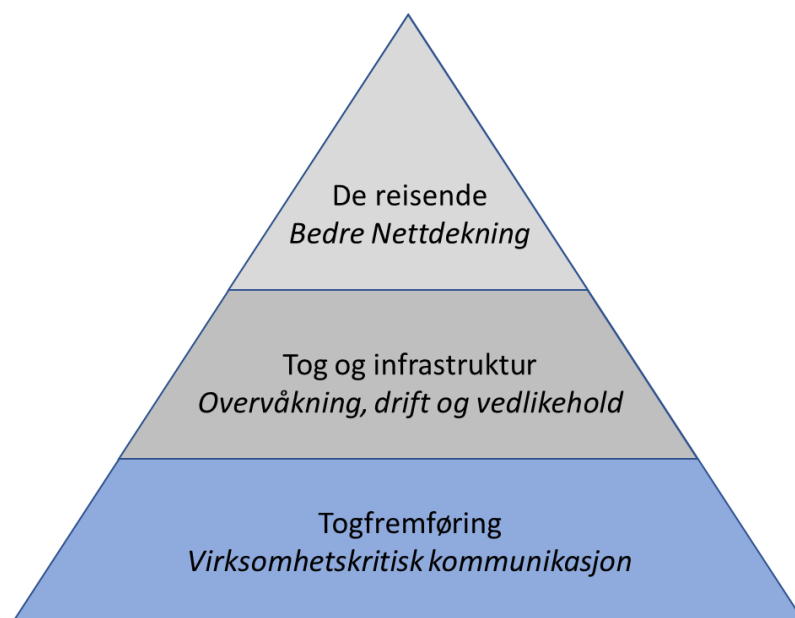 De reisende
Bedre Nettdekning
Tog og infrastruktur
Overvåkning, drift og vedlikehold
Togfremføring
Virksomhetskritisk kommunikasjon